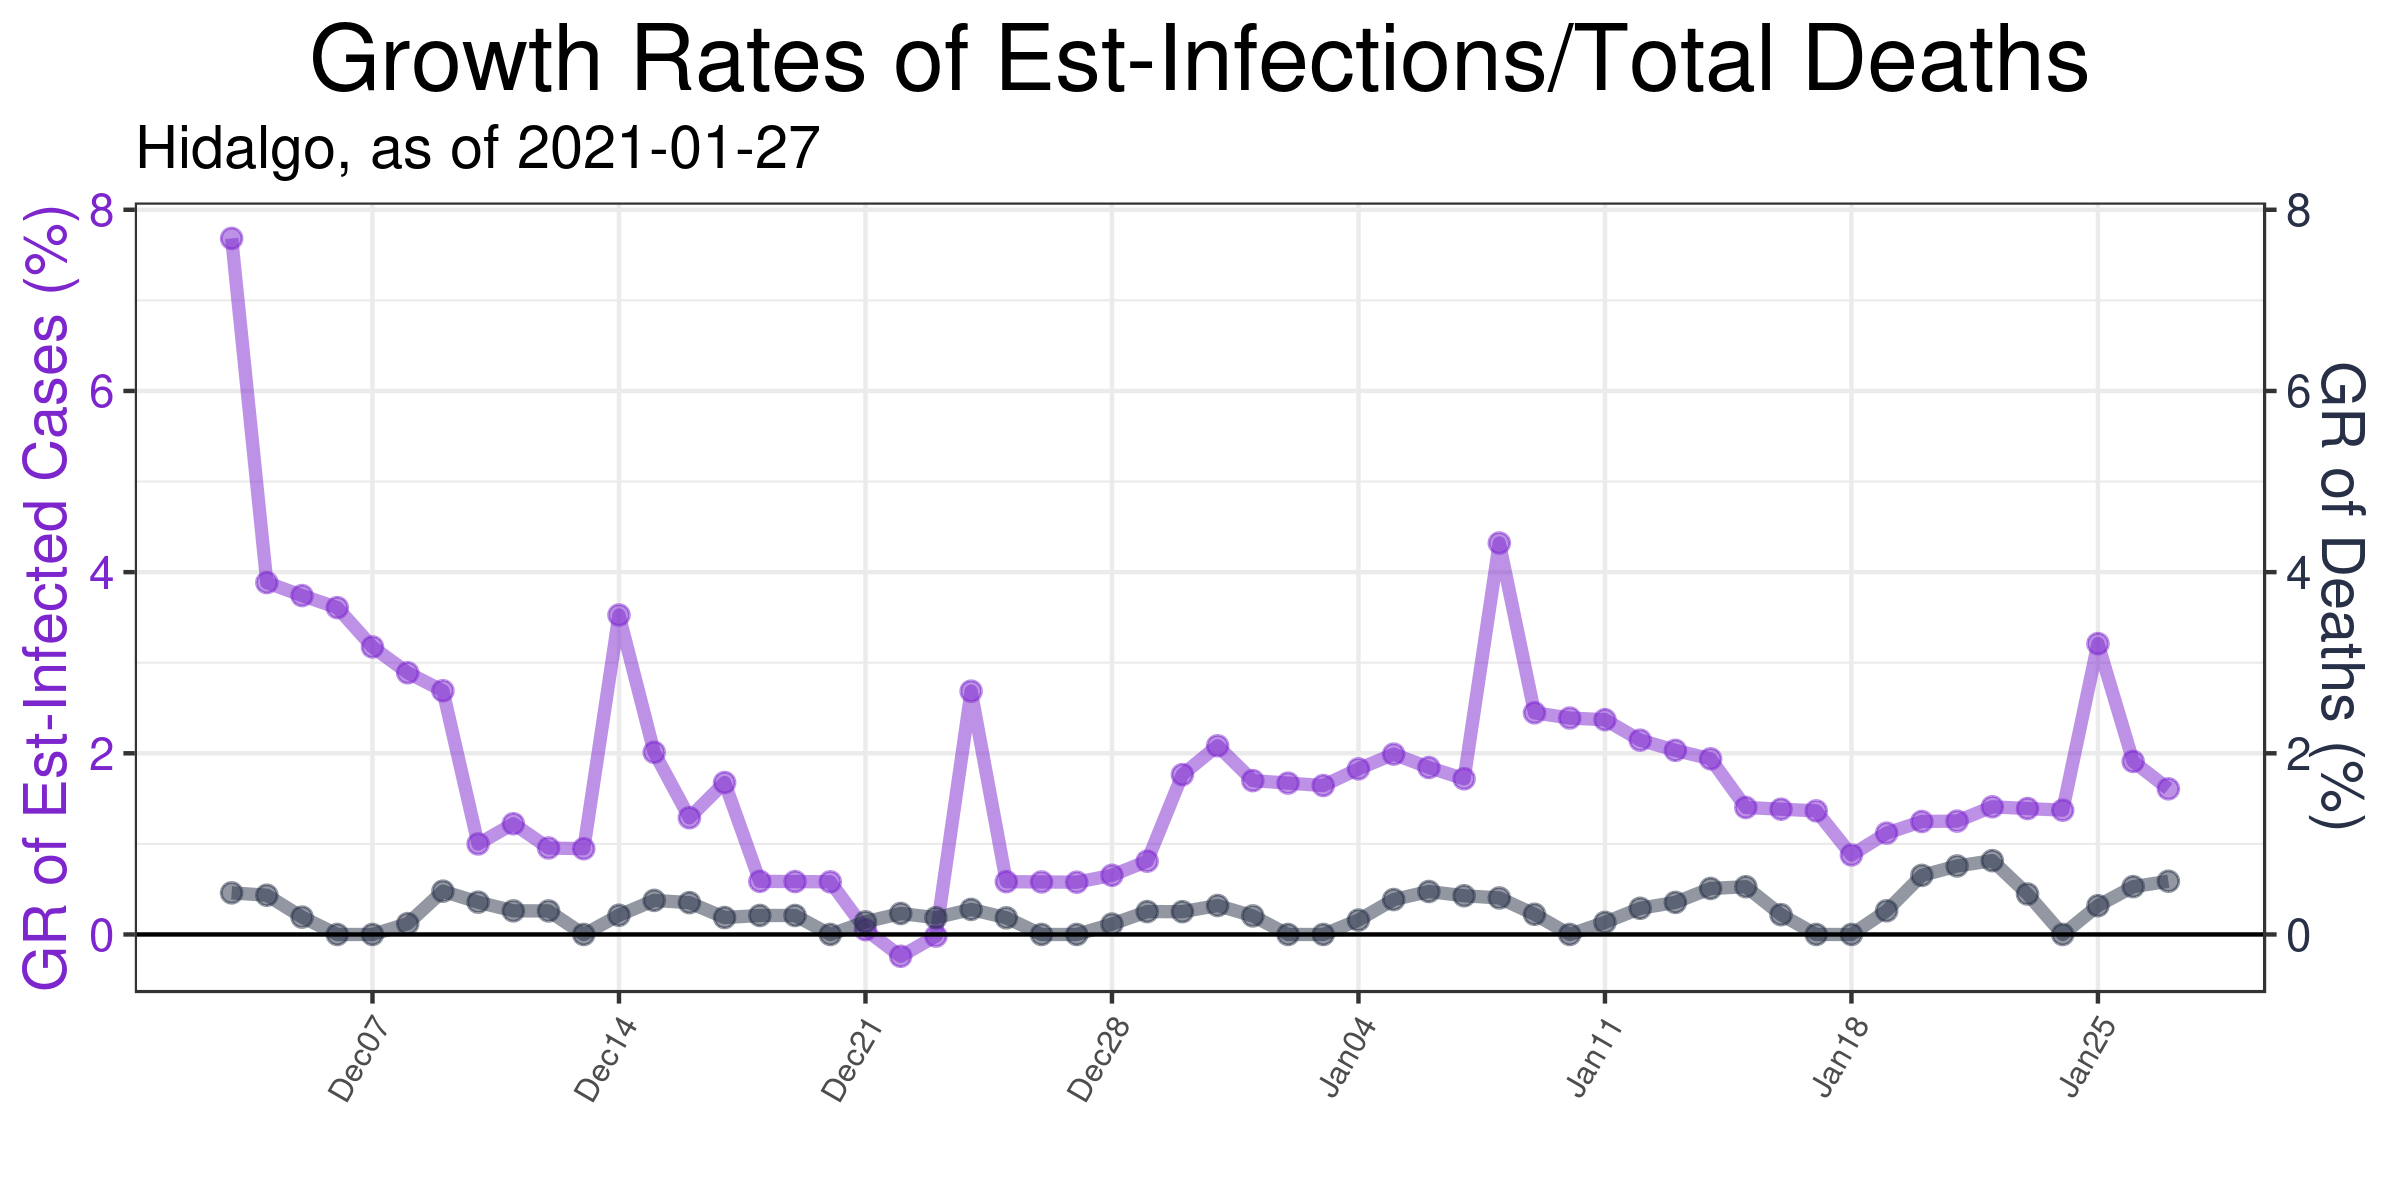 Growth Rates of Est-Infections/Total Deaths
Hidalgo, as of 2021-01-27
GR of Est-Infected Cases (%)
8
6
4
2
0
8
6
4
2
0
GR of Deaths (%)
Dec07
Dec14
Dec21
Dec28
Jan04
Jan11
Jan18
Jan25